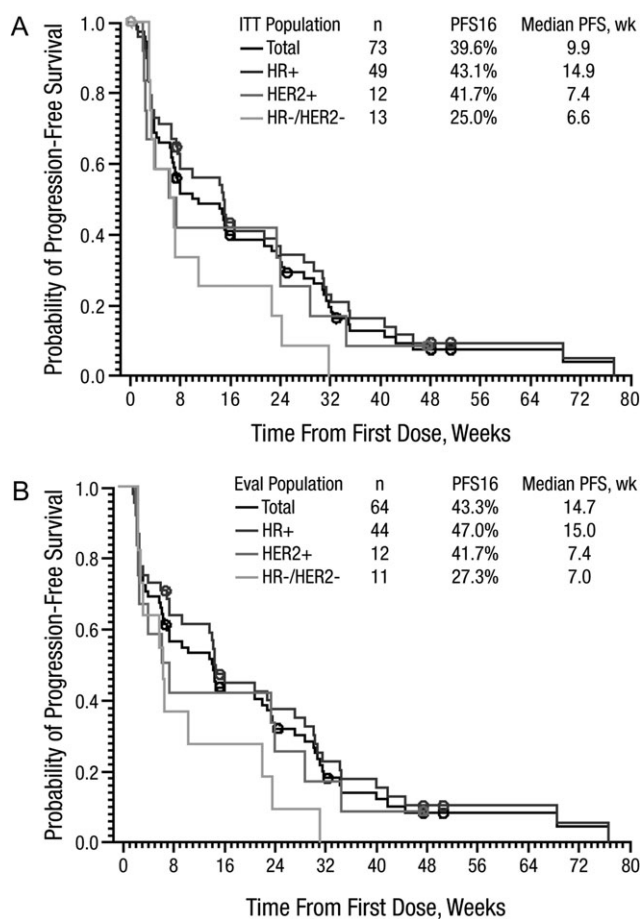 A
ITT Population n PFS16 Median PFS, wk
Total 73 39.6% 9.9
HR+ 49 43.1% 14.9
HER2+ 12 41.7% 7.4
HR-/HER2- 13 25.0% 6.6
Probability of Progression-Free Survival
1.0
0.8
0.6
0.4
0.2
0.0
0 8 16 24 32 40 48 56 64 72 80
Time From First Dose, Weeks
B
Eval Population n PFS16 Median PFS, wk
Total 64 43.3% 14.7
HR+ 44 47.0% 15.0
HER2+ 12 41.7% 7.4
HR-/HER2- 11 27.3% 7.0
Probability of Progression-Free Survival
1.0
0.8
0.6
0.4
0.2
0.0
0 8 16 24 32 40 48 56 64 72 80
Time From First Dose, Weeks